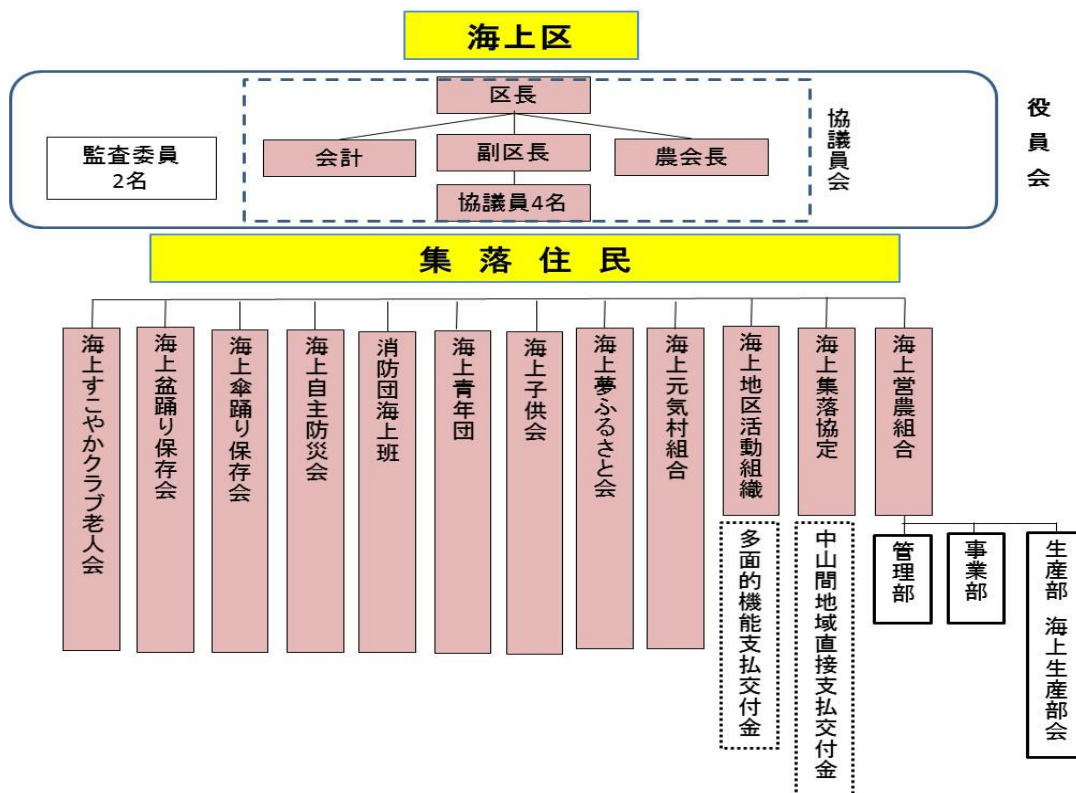 海上区
役員会
区長
協議員会
監査委員
2名
会計
副区長
農会長
協議員4名
集落住民
海上すこやかクラブ老人会
海上盆踊り保存会
海上傘踊り保存会
海上自主防災会
消防団海上班
海上青年団
海上子供会
海上夢ふるさと会
海上元気村組合
海上地区活動組織
海上集落協定
海上営農組合
多面的機能支払交付金
中山間地域直接支払交付金
管理部
事業部
生産部 海上生産部会